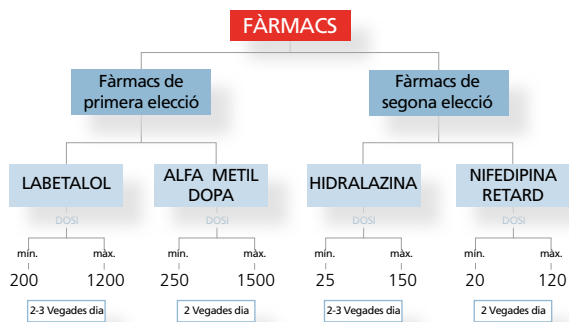 FÀRMACS
Fàrmacs de
primera elecció
Fàrmacs de
segona elecció
LABETALOL
ALFA METIL
DOPA
HIDRALAZINA
NIFEDIPINA
RETARD
DOSI
DOSI
DOSI
DOSI
mín.
màx.
mín.
màx.
mín.
màx.
mín.
màx.
200
1200
250
1500
25
150
20
120
2-3 Vegades dia
2 Vegades dia
2-3 Vegades dia
2 Vegades dia